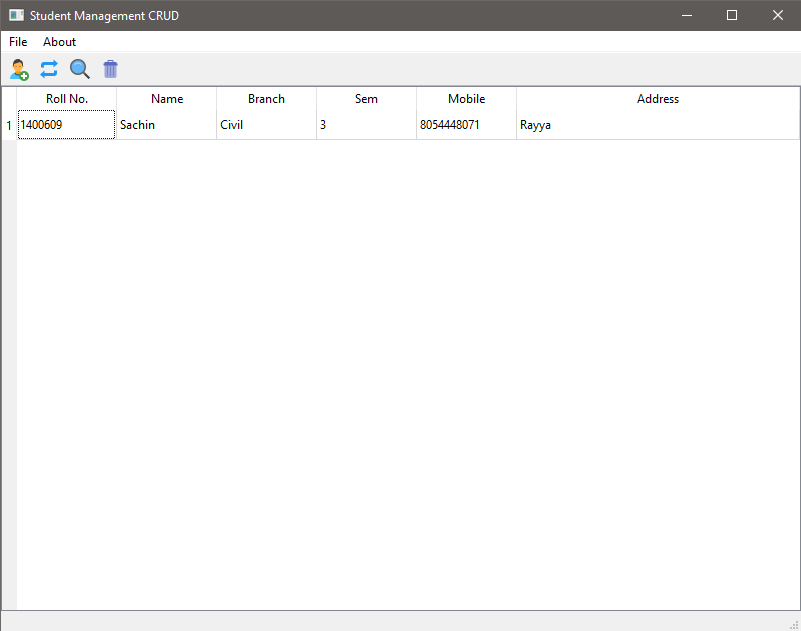 Student Management CRUD
File About
Roll No. Name Branch Sem Mobile Address
1 1400609 Sachin Civil 3 8054448071 Rayya